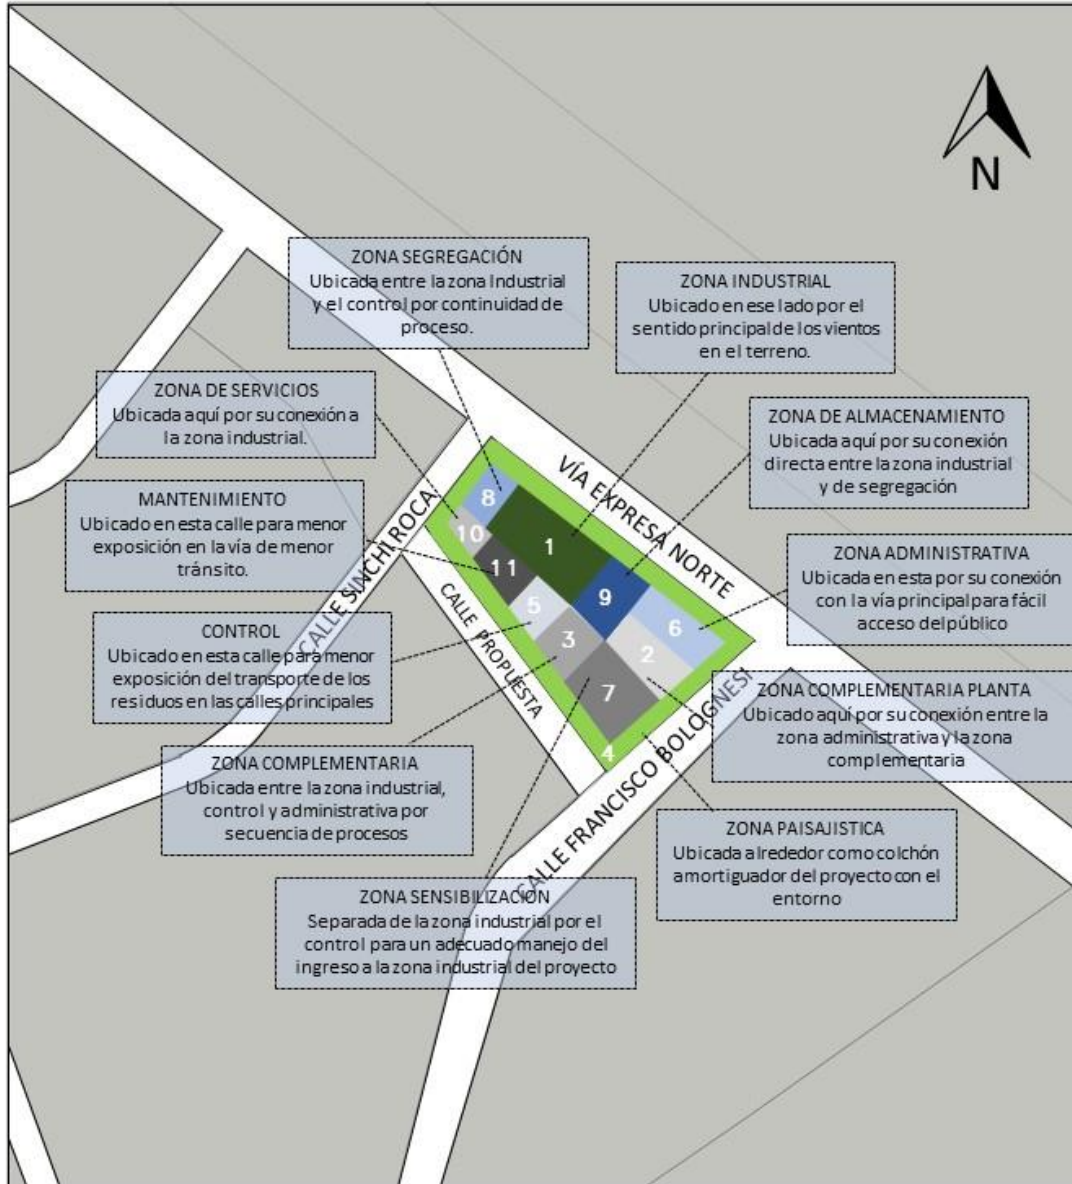 N
ZONA SEGREGACIÓN
Ubicada entre la zona Industrial
y el control por continuidad de
proceso.
ZONA INDUSTRIAL
Ubicado en ese lado por el
sentido principal de los vientos
en el terreno.
ZONA DE SERVICIOS
Ubicada aquí por su conexión a
la zona industrial.
ZONA DE ALMACENAMIENTO
Ubicada aquí por su conexión
directa entre la zona industrial
y de segregación
MANTENIMIENTO
Ubicado en esta calle para menor
exposición en la vía de menor
tránsito.
ZONA ADMINISTRATIVA
Ubicada en esta por su conexión
con la vía principal para fácil
acceso del público
CONTROL
Ubicado en esta calle para menor
exposición del transporte de los
residuos en las calles principales
ZONA COMPLEMENTARIA PLANTA
Ubicado aquí por su conexión entre la
zona administrativa y la zona
complementaria
ZONA COMPLEMENTARIA
Ubicada entre la zona industrial,
control y administrativa por
secuencia de procesos
ZONA PAISAJISTICA
Ubicada alrededor como colchón
amortiguador del proyecto con el
entorno
ZONA SENSIBILIZACIÓN
Separada de la zona industrial por el
control para un adecuado manejo del
ingreso a la zona industrial del proyecto
VÍA EXPRESA NORTE
CALLE SINCHI ROCA
CALLE PROPUESTA
CALLE FRANCISCO BOLOGNESI
8
10
1
11
5
9
6
3
2
7
4